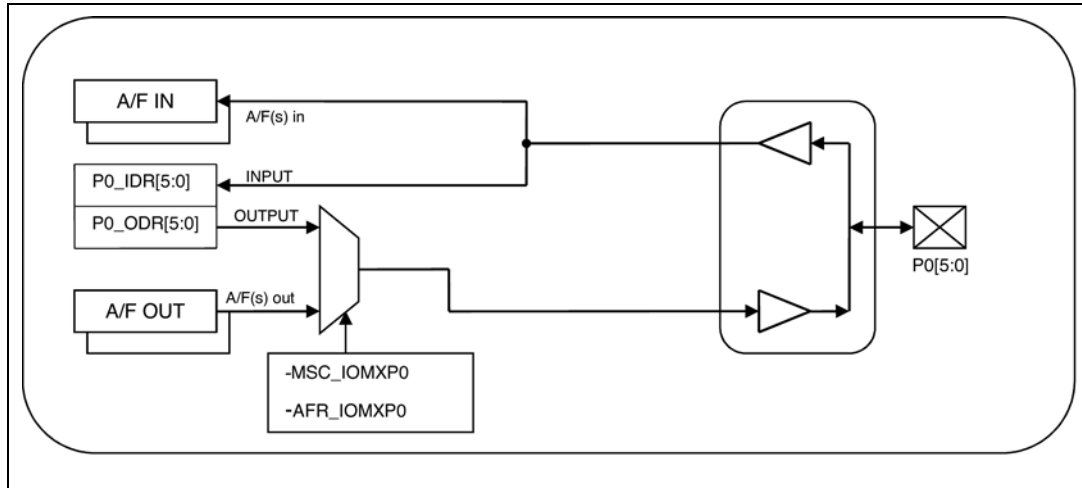 A/F IN
A/F(s) in
P0_IDR[5:0]
INPUT
P0_ODR[5:0]
OUTPUT
P0[5:0]
A/F OUT
A/F(s) out
-MSC_IOMXP0
-AFR_IOMXP0